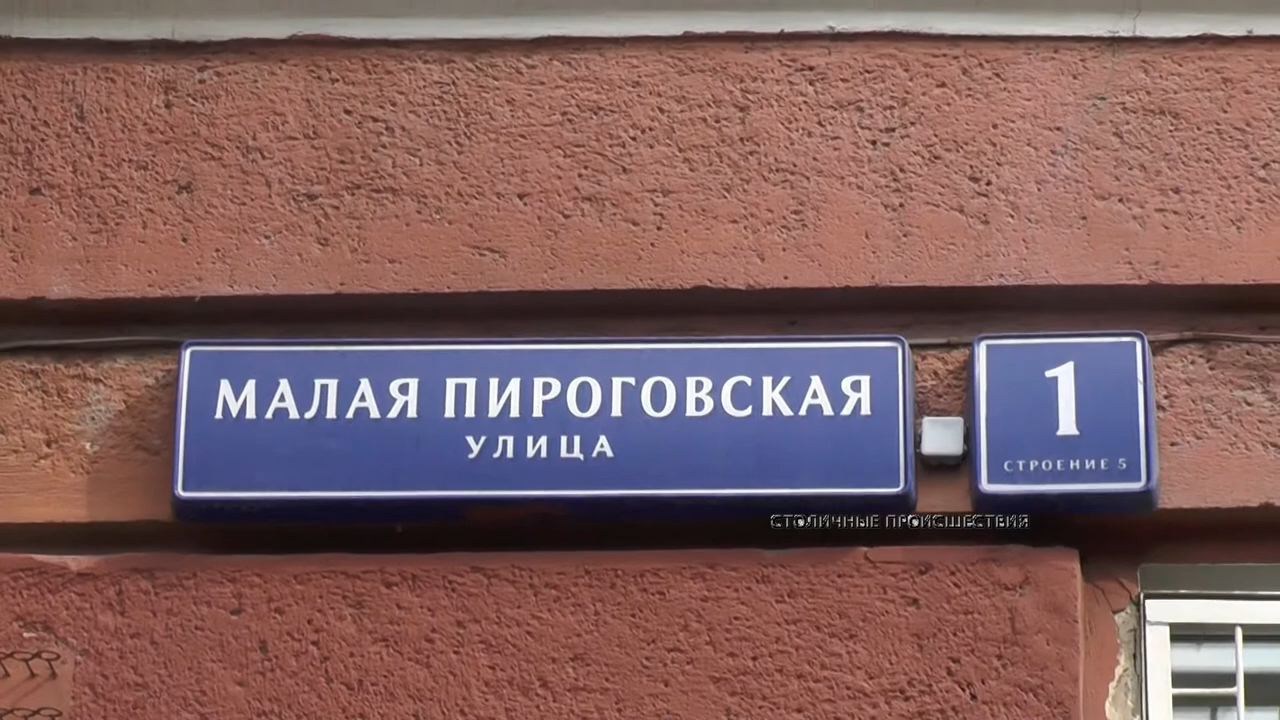 МАЛАЯ ПИРОГОВСКАЯ
УЛИЦА
1
СТРОЕНИЕ 5
СТОЛИЧНЫЕ ПРОИСШЕСТВИЯ